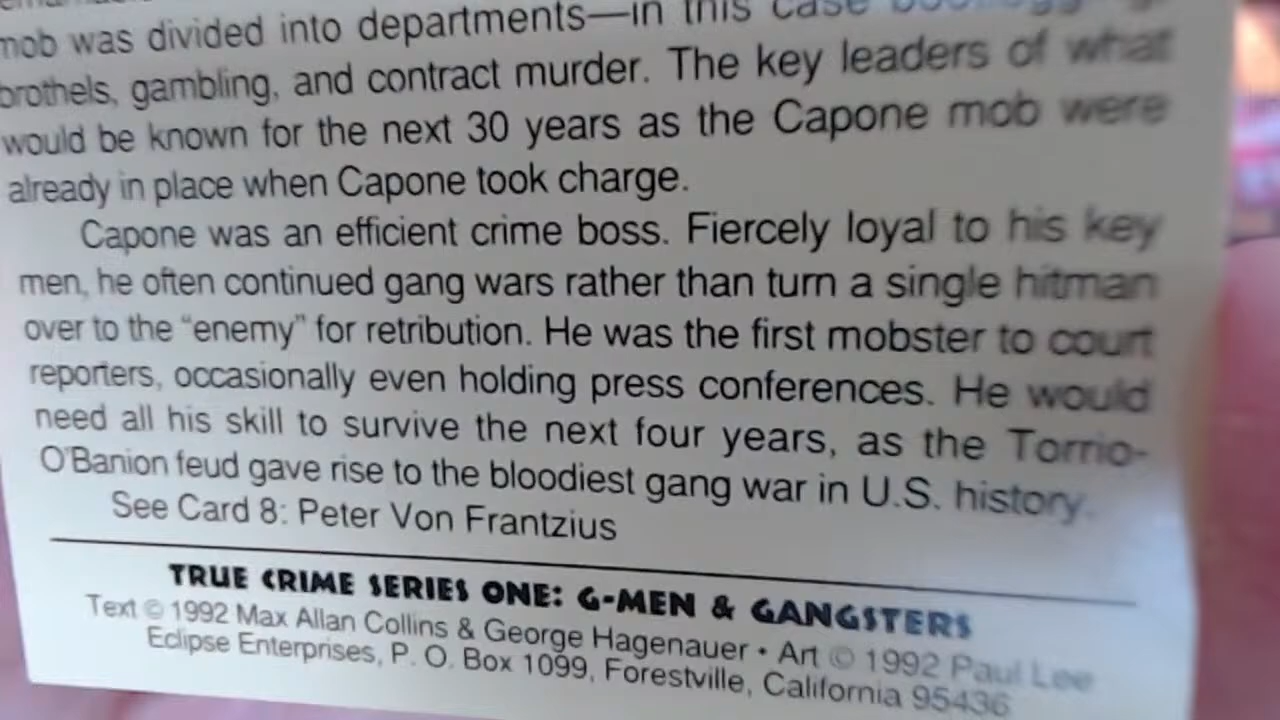 mob was divided into departments—in this case
brothels, gambling, and contract murder. The key leaders of what
would be known for the next 30 years as the Capone mob were
already in place when Capone took charge.
Capone was an efficient crime boss. Fiercely loyal to his key
men, he often continued gang wars rather than turn a single hitman
over to the “enemy” for retribution. He was the first mobster to court
reporters, occasionally even holding press conferences. He would
need all his skill to survive the next four years, as the Torrio-
O'Banion feud gave rise to the bloodiest gang war in U.S. history.
See Card 8: Peter Von Frantzius
TRUE CRIME SERIES ONE: G-MEN & GANGSTERS
Text © 1992 Max Allan Collins & George Hagenauer • Art © 1992 Paul Lee
Eclipse Enterprises, P. O. Box 1099, Forestville, California 95436